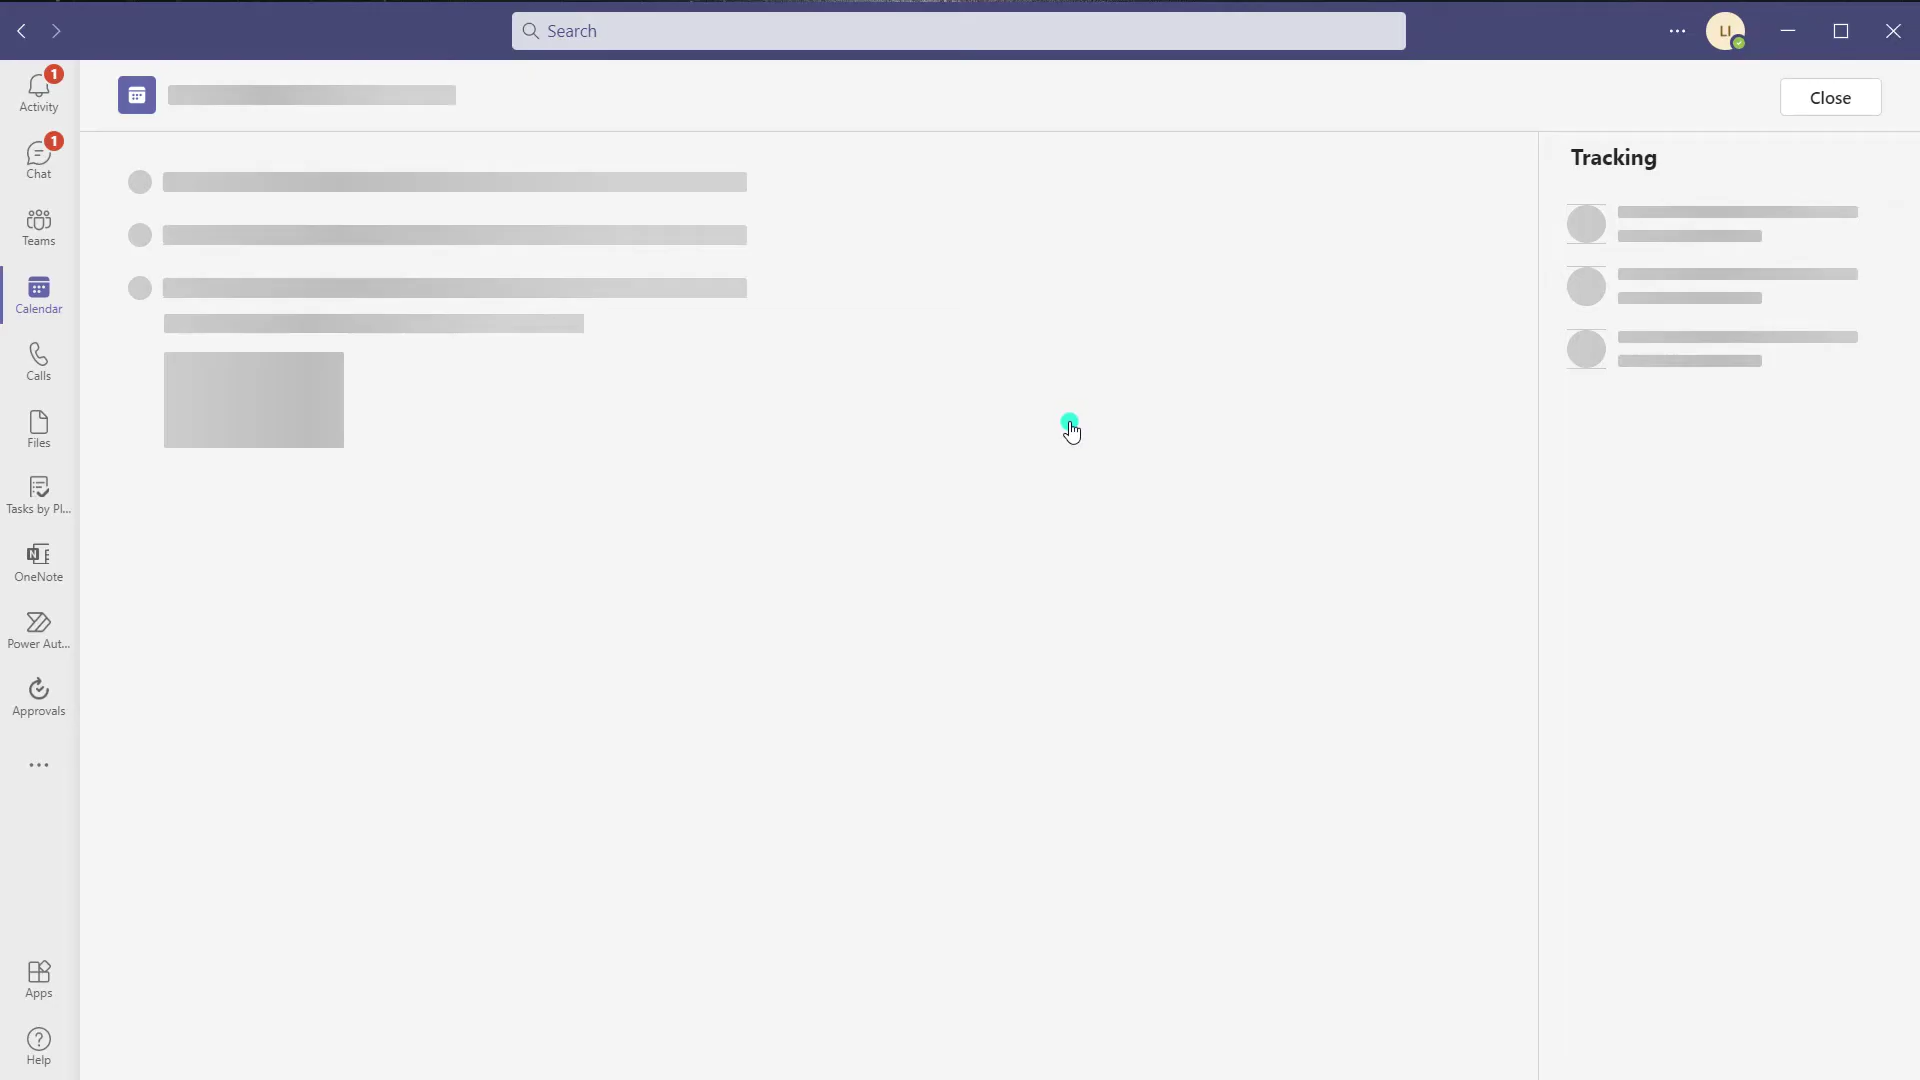 Search
LI
1
Activity
Close
1
Chat
Tracking
Teams
Calendar
Calls
Files
Tasks by Pl...
N
OneNote
Power Aut...
Approvals
Apps
?
Help